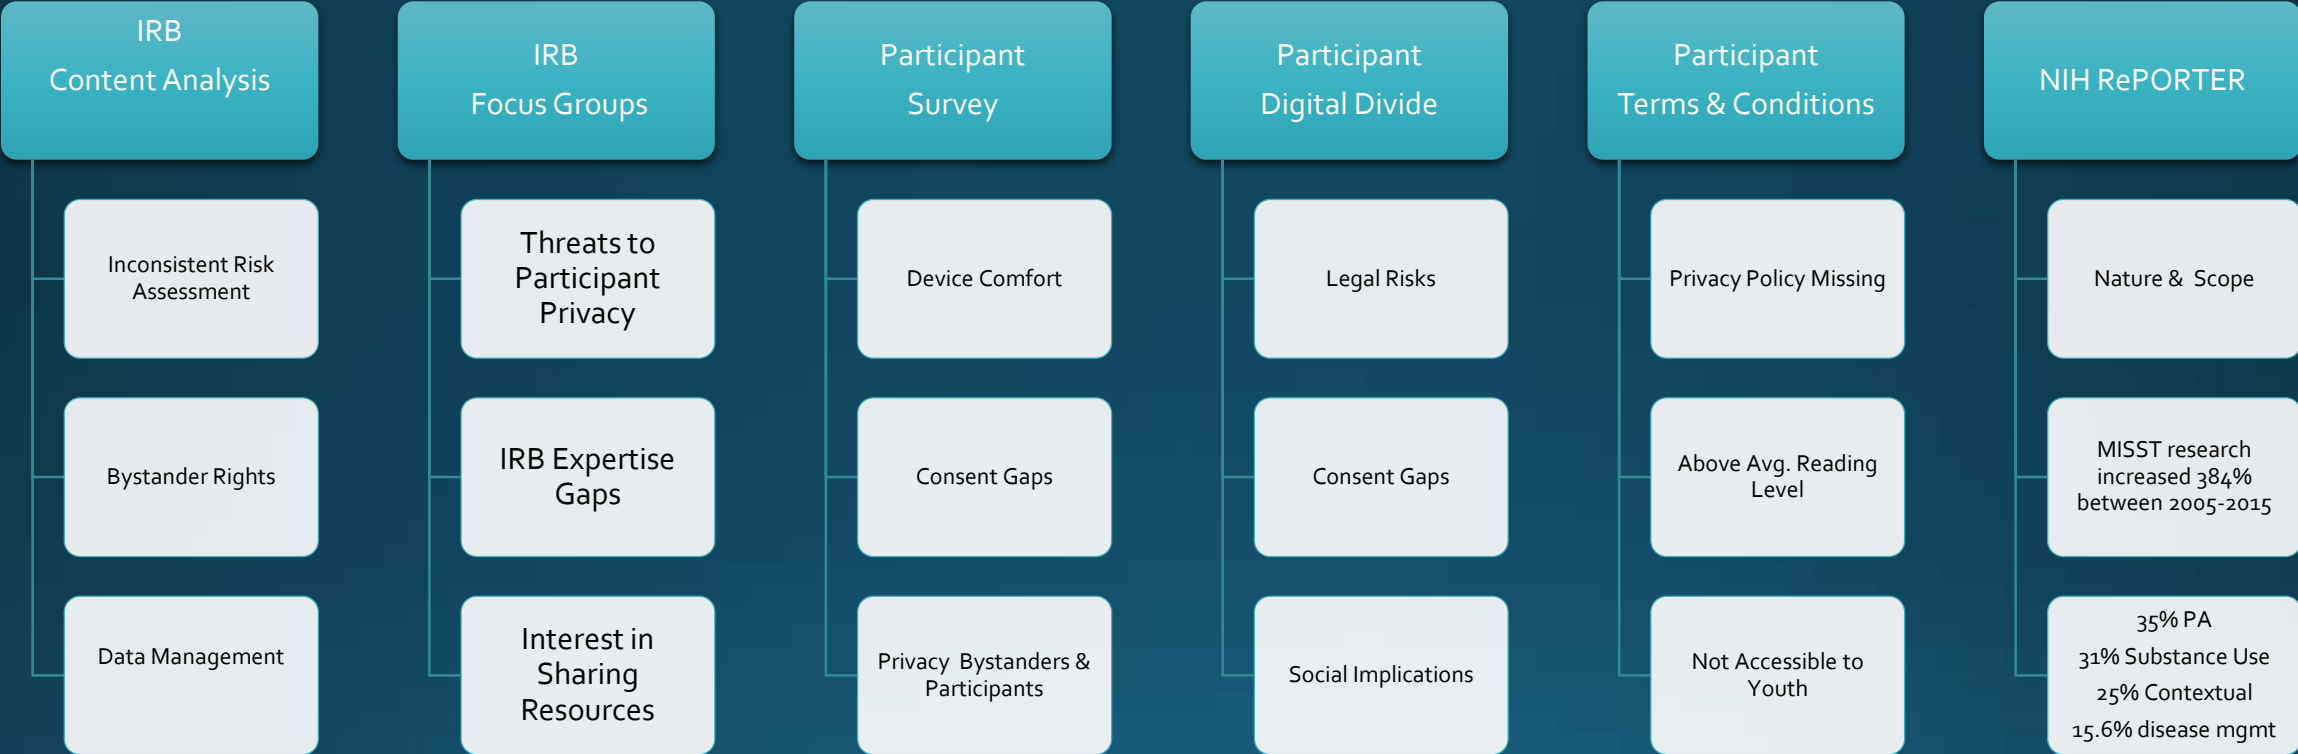 IRB
Content Analysis
Inconsistent Risk
Assessment
Bystander Rights
Data Management
IRB
Focus Groups
Threats to
Participant
Privacy
IRB Expertise
Gaps
Interest in
Sharing
Resources
Participant
Survey
Device Comfort
Consent Gaps
Privacy Bystanders &
Participants
Participant
Digital Divide
Legal Risks
Consent Gaps
Social Implications
Participant
Terms & Conditions
Privacy Policy Missing
Above Avg. Reading
Level
Not Accessible to
Youth
NIH RePORTER
Nature & Scope
MISST research
increased 384%
between 2005-2015
35% PA
31% Substance Use
25% Contextual
15.6% disease mgmt